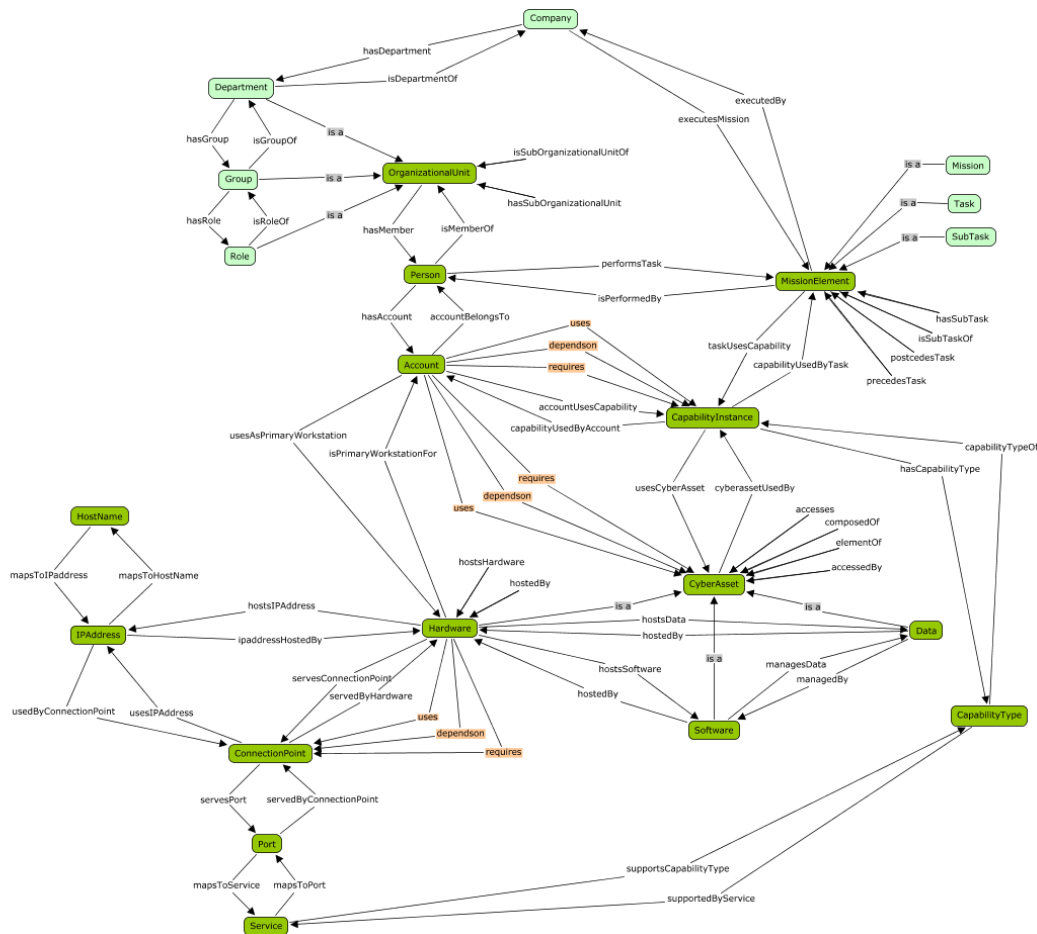 Company
hasDepartment
isDepartmentOf
Department
executedBy
executesMission
is a
hasGroup
isGroupOf
isSubOrganizationalUnitOf
OrganizationalUnit
is a
Mission
Group
is a
hasSubOrganizationalUnit
is a
Task
hasRole
isRoleOf
is a
hasMember
isMemberOf
is a
SubTask
Role
Person
performsTask
MissionElement
isPerformedBy
hasSubTask
hasAccount
accountBelongsTo
uses
isSubTaskOf
dependson
taskUsesCapability
postcedesTask
Account
requires
capabilityUsedByTask
precedesTask
accountUsesCapability
CapabilityInstance
capabilityUsedByAccount
usesAsPrimaryWorkstation
isPrimaryWorkstationFor
capabilityTypeOf
hasCapabilityType
requires
usesCyberAsset
cyberassetUsedBy
dependson
uses
accesses
HostName
composedOf
elementOf
hostsHardware
accessedBy
mapsToIPaddress
mapsToHostName
hostedBy
CyberAsset
hostsIPAddress
is a
is a
hostsData
IPAddress
ipaddressHostedBy
Hardware
hostedBy
Data
is a
servesConnectionPoint
hostsSoftware
managesData
managedBy
servedByHardware
hostedBy
usedByConnectionPoint
usesIPAddress
uses
CapabilityType
dependson
Software
ConnectionPoint
requires
servesPort
servedByConnectionPoint
Port
supportsCapabilityType
mapsToService
mapsToPort
supportedByService
Service